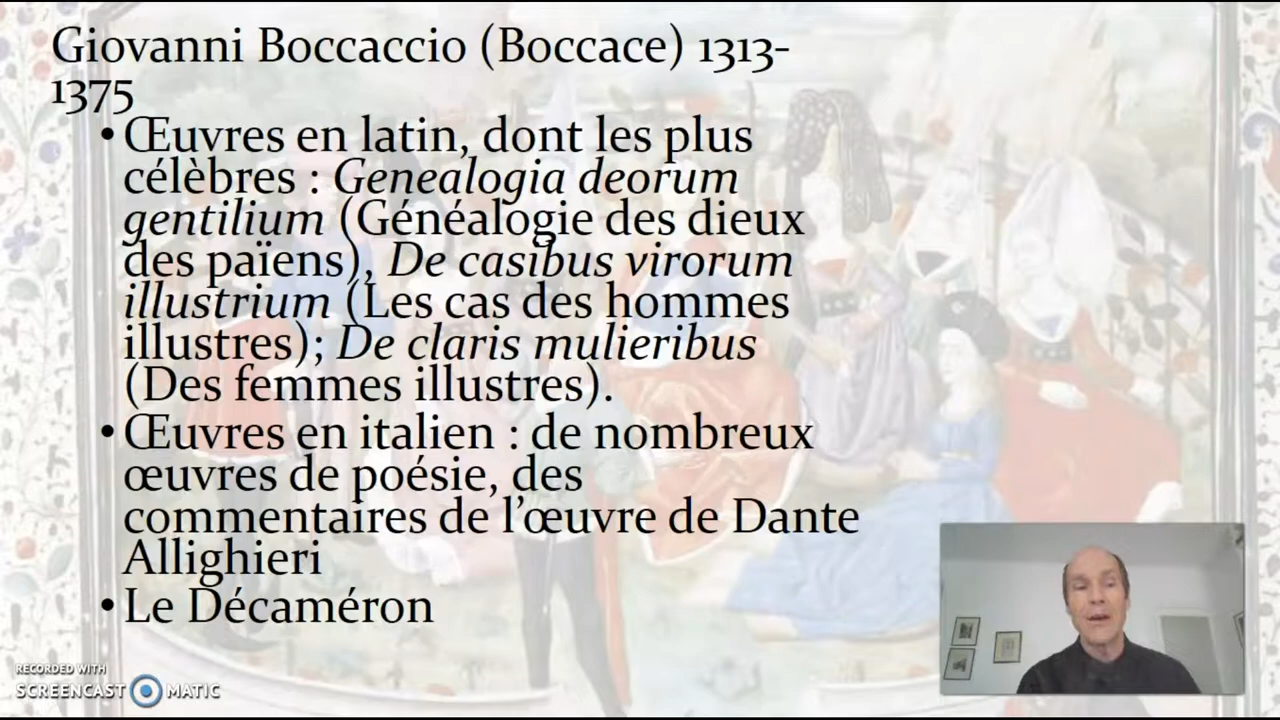 Giovanni Boccaccio (Boccace) 1313-
1375
•Œuvres en latin, dont les plus
célèbres : Genealogia deorum
gentilium (Généalogie des dieux
des païens), De casibus virorum
illustrium (Les cas des hommes
illustres); De claris mulieribus
(Des femmes illustres).
•Œuvres en italien : de nombreux
œuvres de poésie, des
commentaires de l’œuvre de Dante
Allighieri
•Le Décaméron
RECORDED WITH
SCREENCAST MATIC